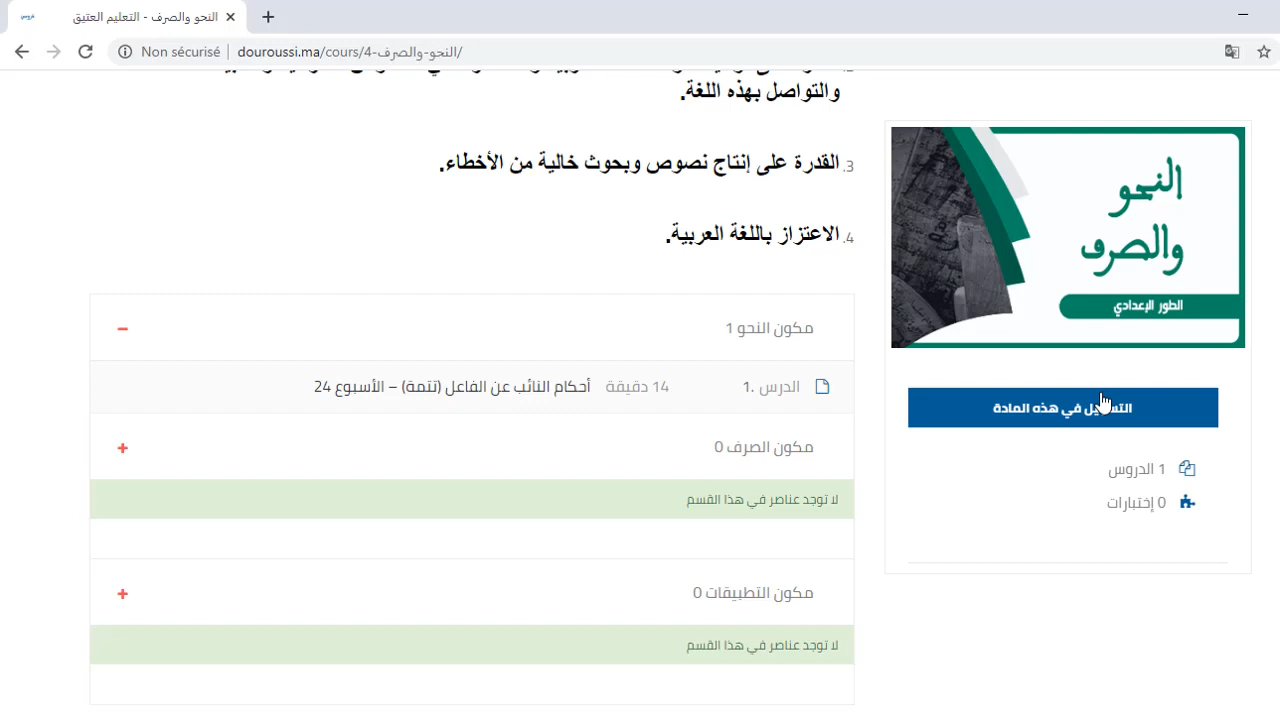 النحو والصرف - التعليم العتيق
Non sécurisé
douroussi.ma/cours/4-النحو-والصرف/
والتواصل بهذه اللغة.
3. القدرة على إنتاج نصوص وبحوث خالية من الأخطاء.
4. الاعتزاز باللغة العربية.
مكون النحو 1
الدرس .1 14 دقيقة أحكام النائب عن الفاعل (تتمة) – الأسبوع 24
مكون الصرف 0
لا توجد عناصر في هذا القسم
مكون التطبيقات 0
لا توجد عناصر في هذا القسم
النحو
والصرف
الطور الإعدادي
التسجيل في هذه المادة
1 الدروس
0 إختبارات